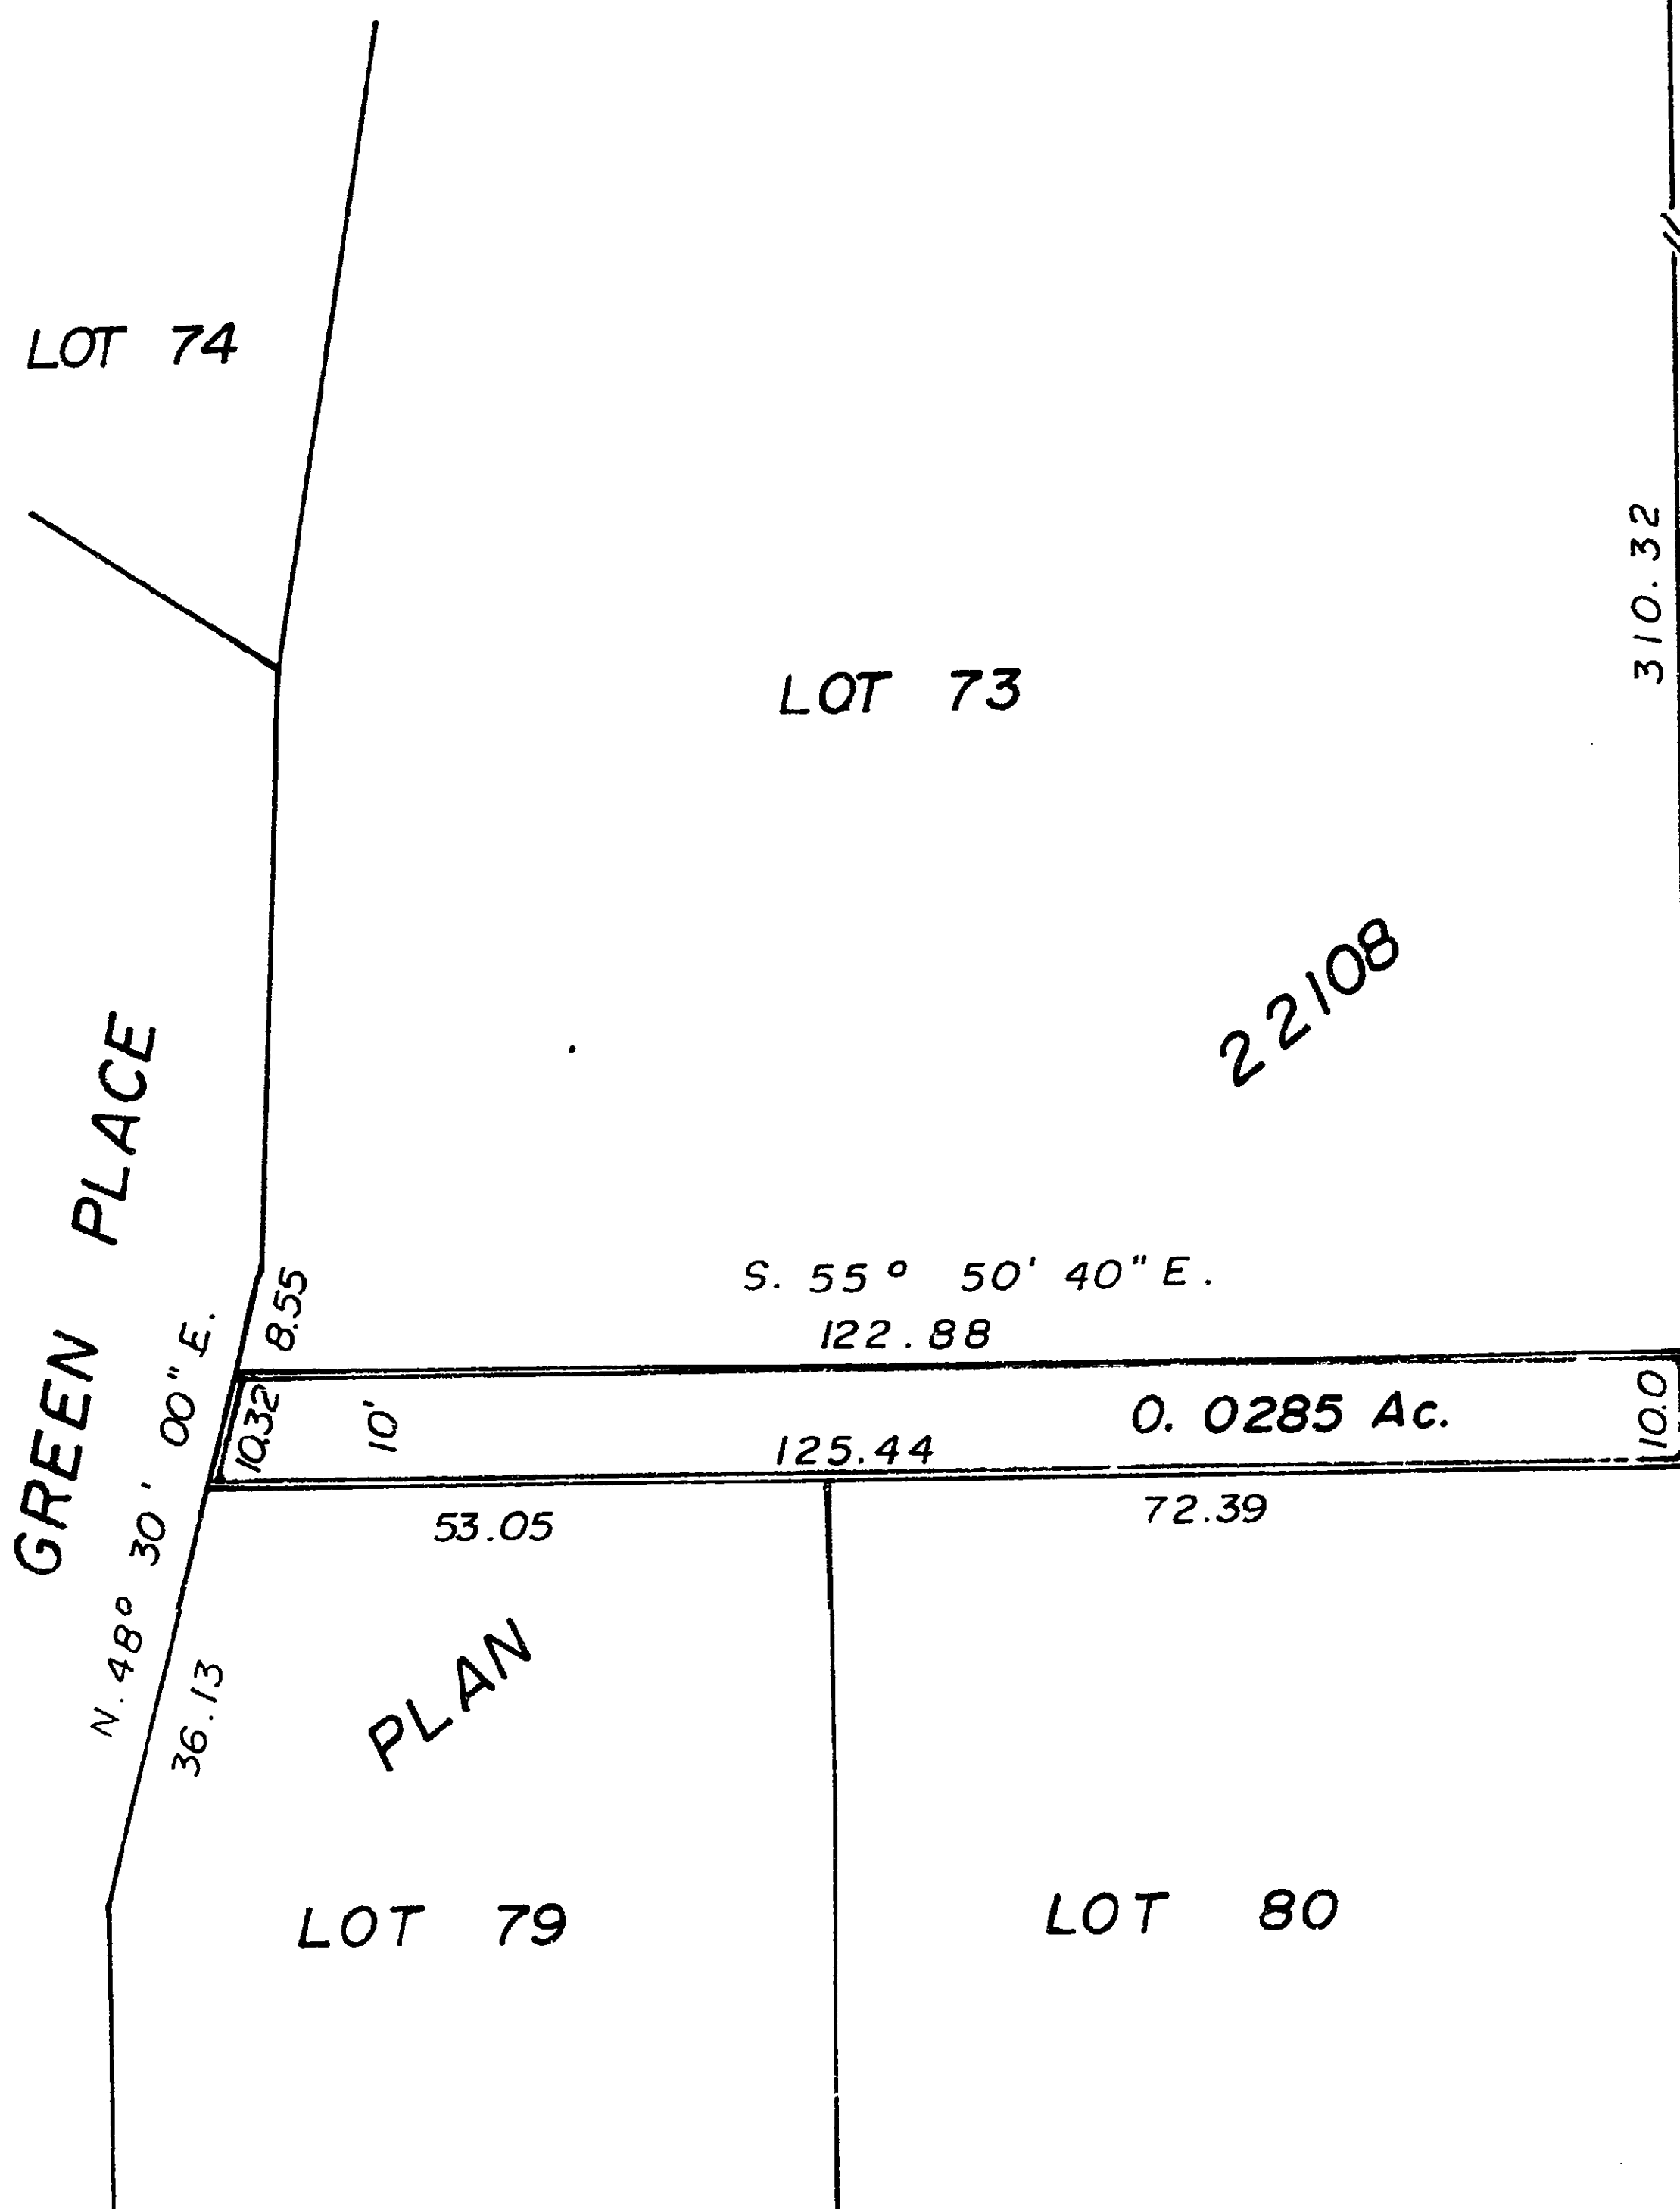 LOT 74
310.32
LOT 73
22108
GREEN PLACE
N. 48° 30' 00" E.
8.55
S. 55° 50' 40" E.
122.88
10.32
10'
0. 0285 Ac.
10.0
125.44
53.05
72.39
36.13
PLAN
LOT 79
LOT 80